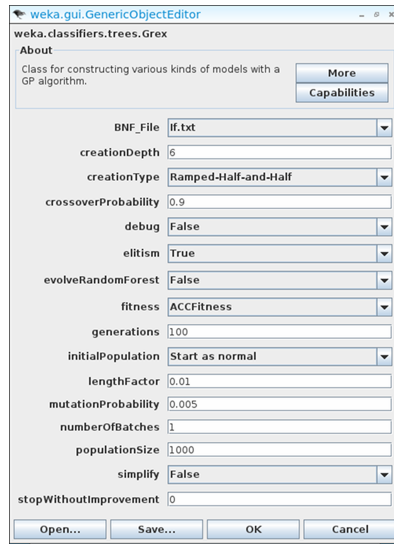 weka.gui.GenericObjectEditor
weka.classifiers.trees.Grex
About
Class for constructing various kinds of models with a
GP algorithm.
More
Capabilities
BNF_File If.txt
creationDepth 6
creationType Ramped-Half-and-Half
crossoverProbability 0.9
debug False
elitism True
evolveRandomForest False
fitness ACCFitness
generations 100
initialPopulation Start as normal
lengthFactor 0.01
mutationProbability 0.005
numberOfBatches 1
populationSize 1000
simplify False
stopWithoutImprovement 0
Open... Save... OK Cancel